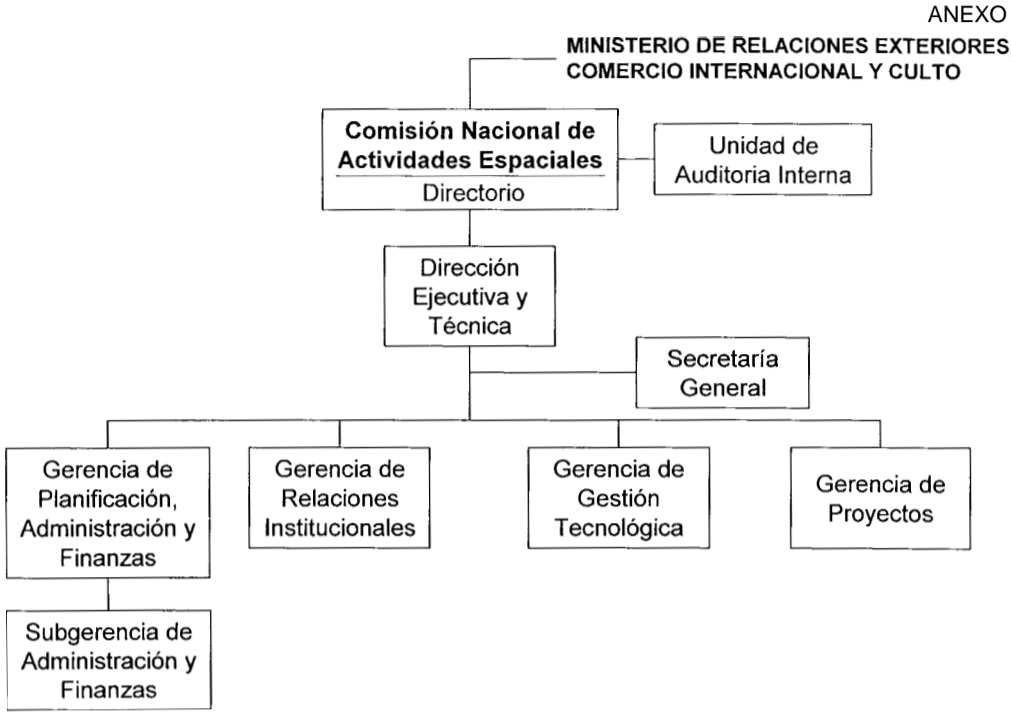 ANEXO
MINISTERIO DE RELACIONES EXTERIORES
COMERCIO INTERNACIONAL Y CULTO
Comisión Nacional de
Actividades Espaciales
Directorio
Unidad de
Auditoria Interna
Dirección
Ejecutiva y
Técnica
Secretaría
General
Gerencia de
Planificación,
Administración y
Finanzas
Gerencia de
Relaciones
Institucionales
Gerencia de
Gestión
Tecnológica
Gerencia de
Proyectos
Subgerencia de
Administración y
Finanzas